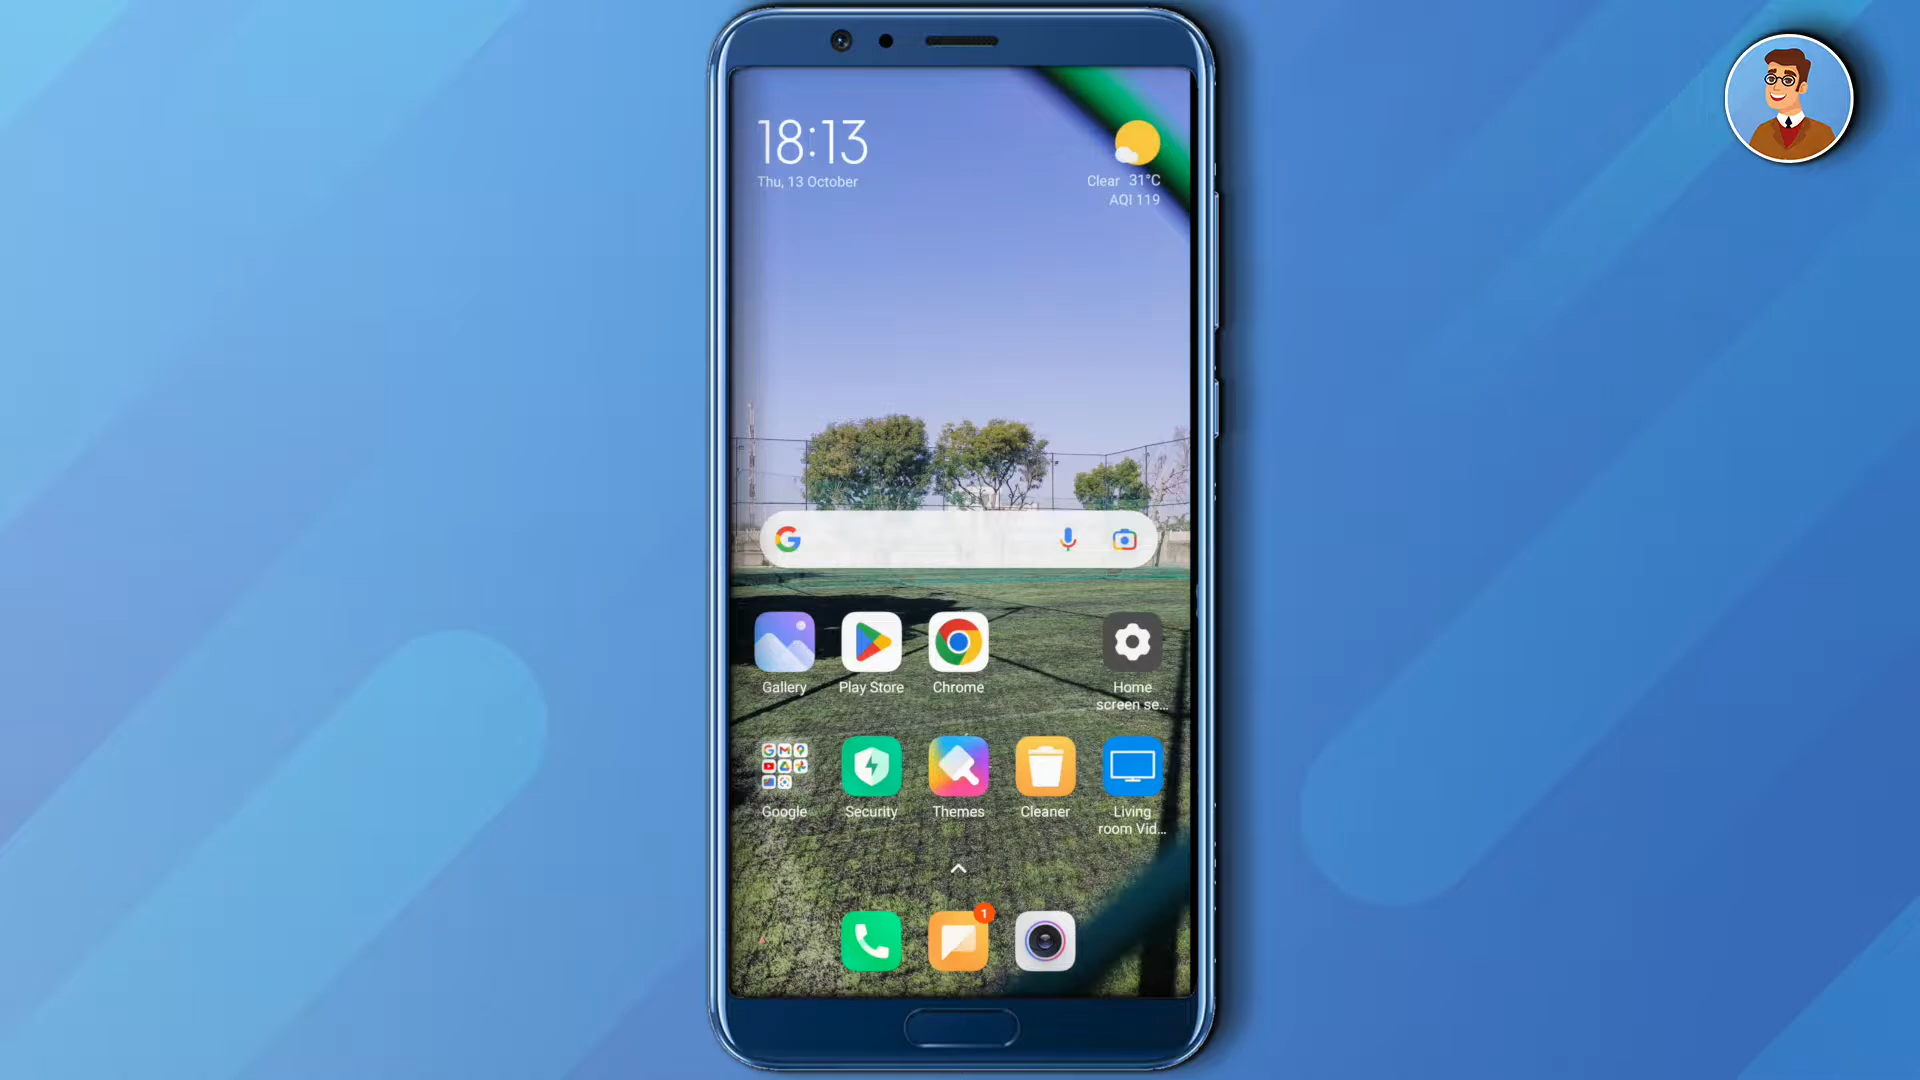 18:13
Thu, 13 October
Clear 31°C
AQI 119
Gallery
Play Store
Chrome
Home
screen se...
Google
Security
Themes
Cleaner
Living
room Vid...
1